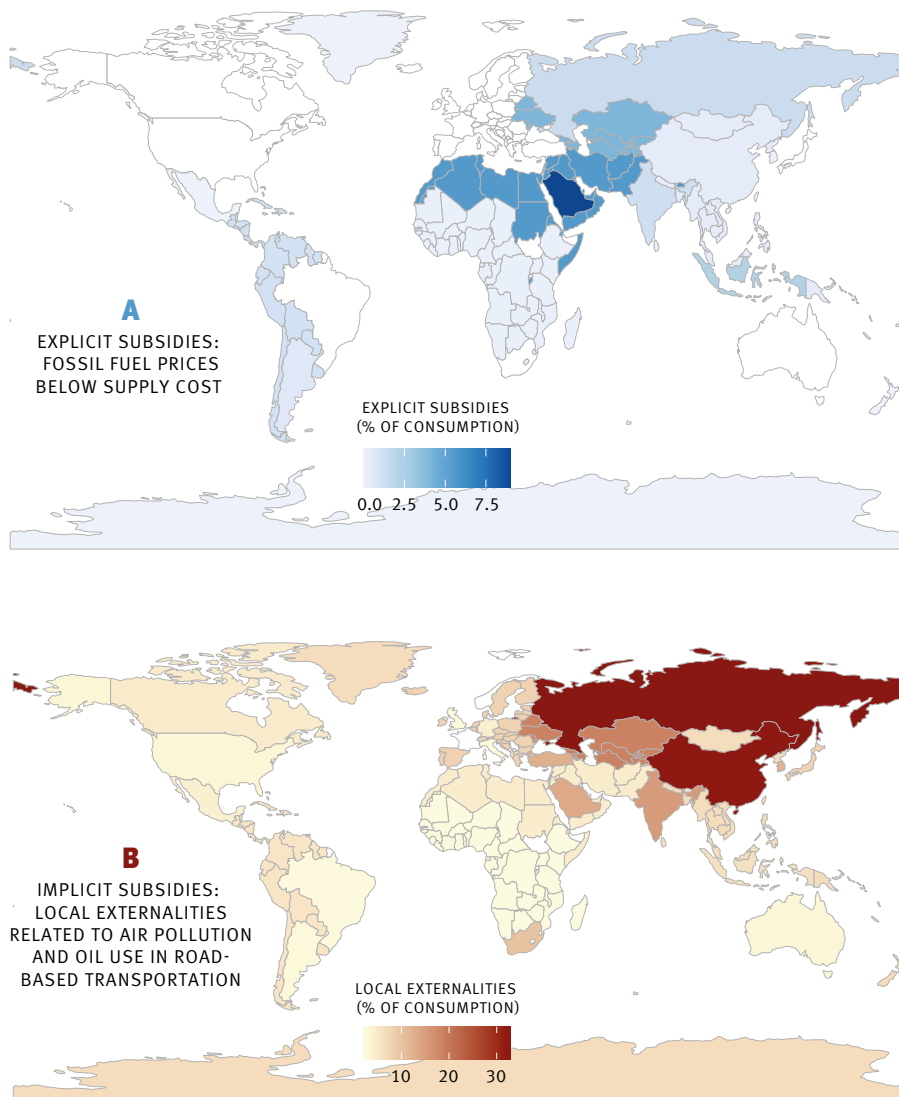 A
EXPLICIT SUBSIDIES:
FOSSIL FUEL PRICES
BELOW SUPPLY COST
EXPLICIT SUBSIDIES
(% OF CONSUMPTION)
0.0 2.5 5.0 7.5
B
IMPLICIT SUBSIDIES:
LOCAL EXTERNALITIES
RELATED TO AIR POLLUTION
AND OIL USE IN ROAD-
BASED TRANSPORTATION
LOCAL EXTERNALITIES
(% OF CONSUMPTION)
10 20 30